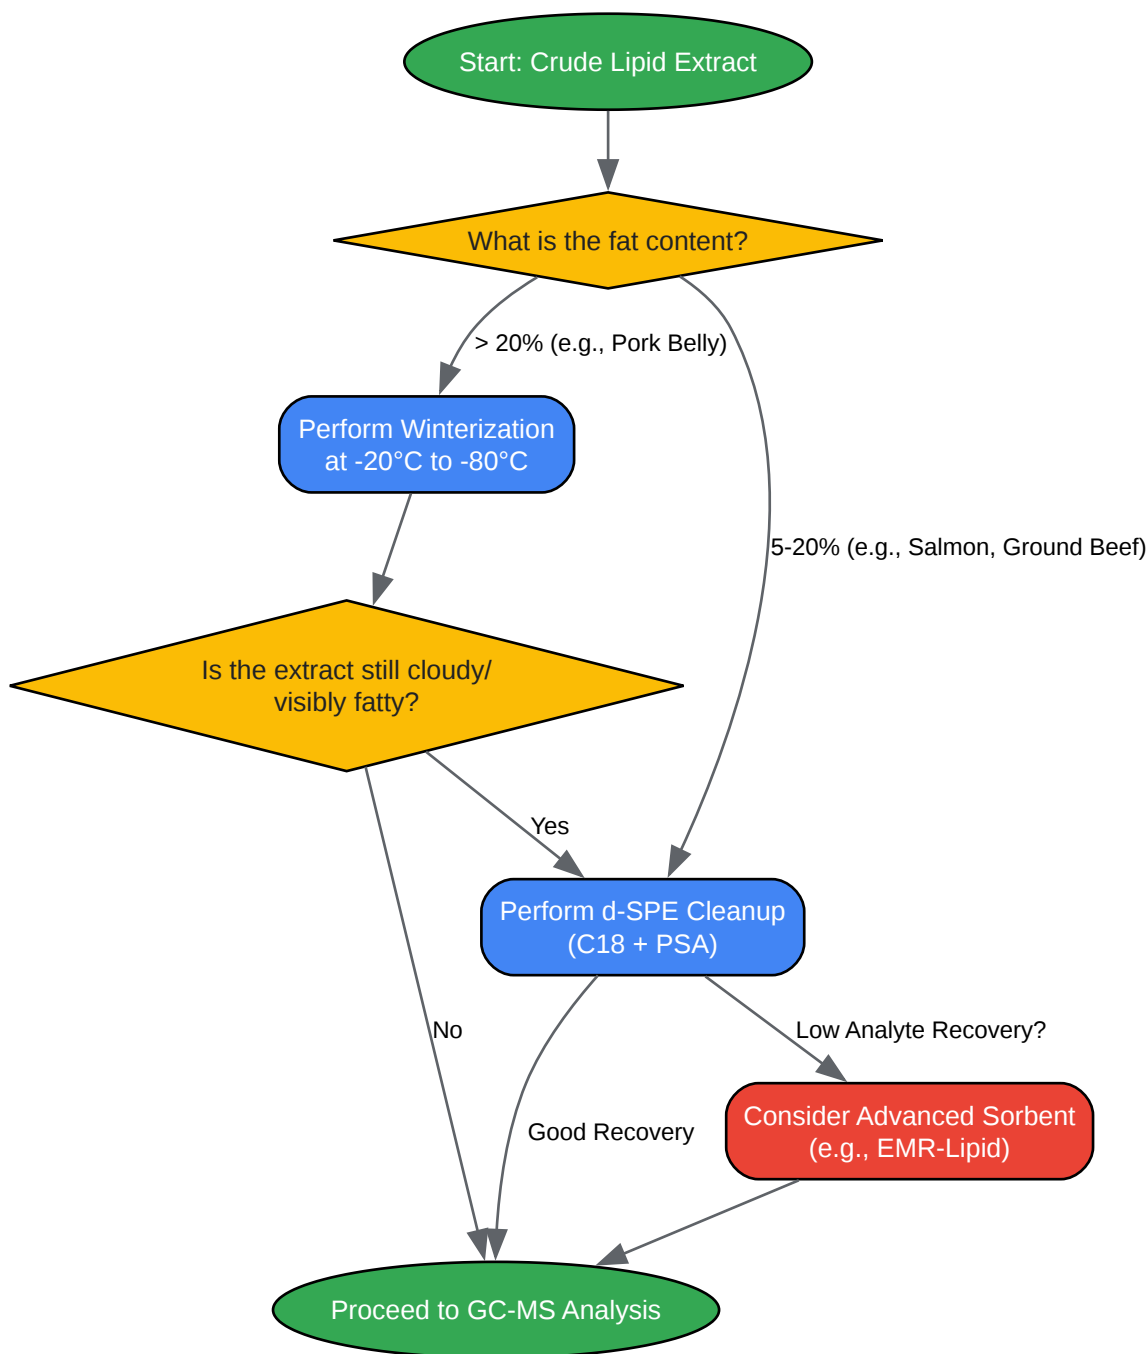 Start: Crude Lipid Extract
What is the fat content?
> 20% (e.g., Pork Belly)
Perform Winterization
at -20°C to -80°C
5-20% (e.g., Salmon, Ground Beef)
Is the extract still cloudy/
visibly fatty?
Yes
Perform d-SPE Cleanup
(C18 + PSA)
No
Low Analyte Recovery?
Good Recovery
Consider Advanced Sorbent
(e.g., EMR-Lipid)
Proceed to GC-MS Analysis